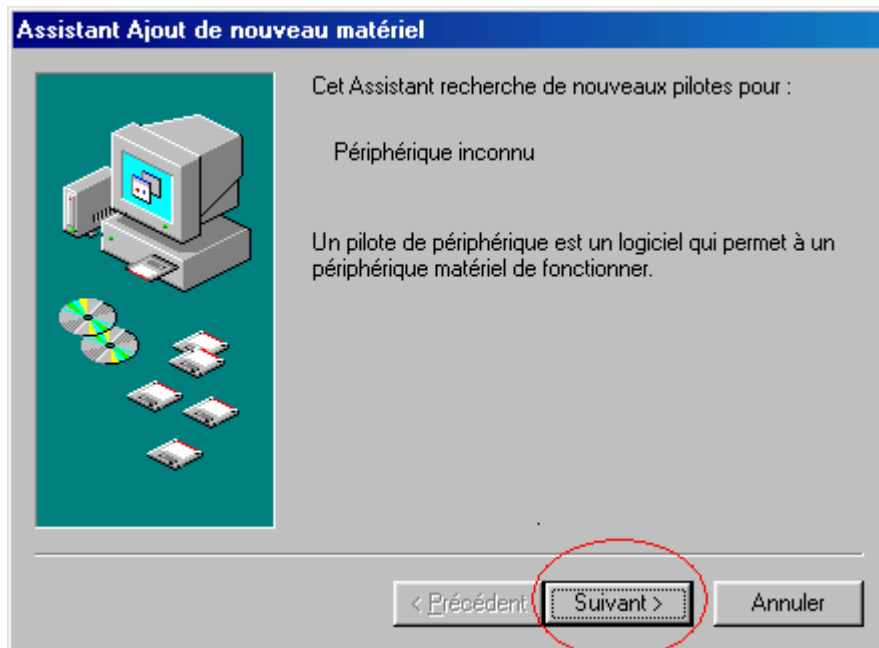 Assistant Ajout de nouveau matériel
Cet Assistant recherche de nouveaux pilotes pour :
Périphérique inconnu
Un pilote de périphérique est un logiciel qui permet à un
périphérique matériel de fonctionner.
< Précédent Suivant > Annuler